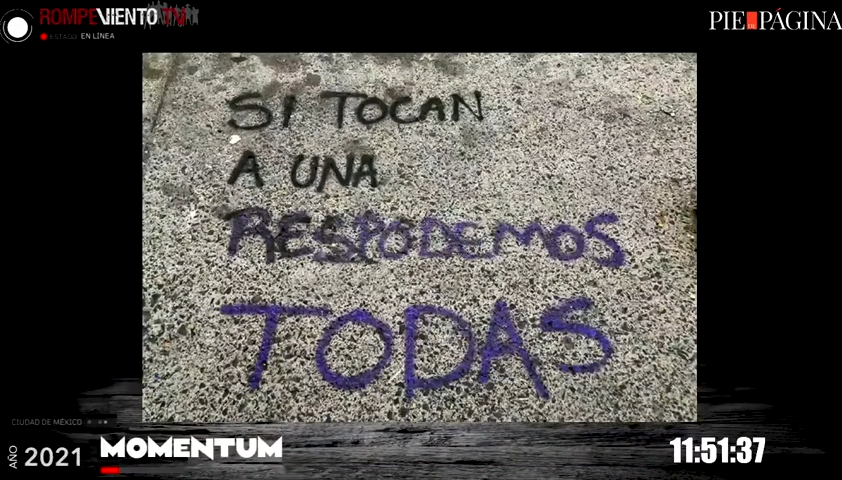 ROMPEVIENTO TV
ESTADO EN LÍNEA
PIE DE PÁGINA
SI TOCAN
A UNA
RESPODEMOS
TODAS
CIUDAD DE MÉXICO
AÑO 2021
MOMENTUM
11:51:37